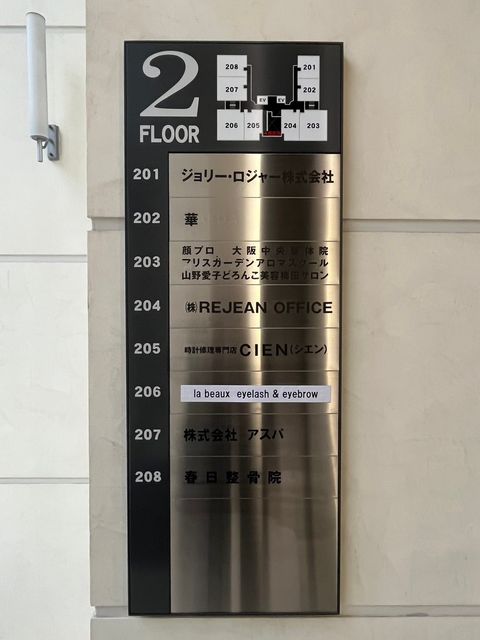 2
FLOOR
208
207
206
205
EV
EV
204
203
202
201
201 ジョリー・ロジャー株式会社
202 華
203 顔プロ 大阪中央整体院
アリスガーデンアロマスクール
山野愛子どろんこ美容梅田サロン
204 ㈱REJEAN OFFICE
205 時計修理専門店CIEN(シエン)
206 la beaux eyelash & eyebrow
207 株式会社 アスパ
208 春日整骨院